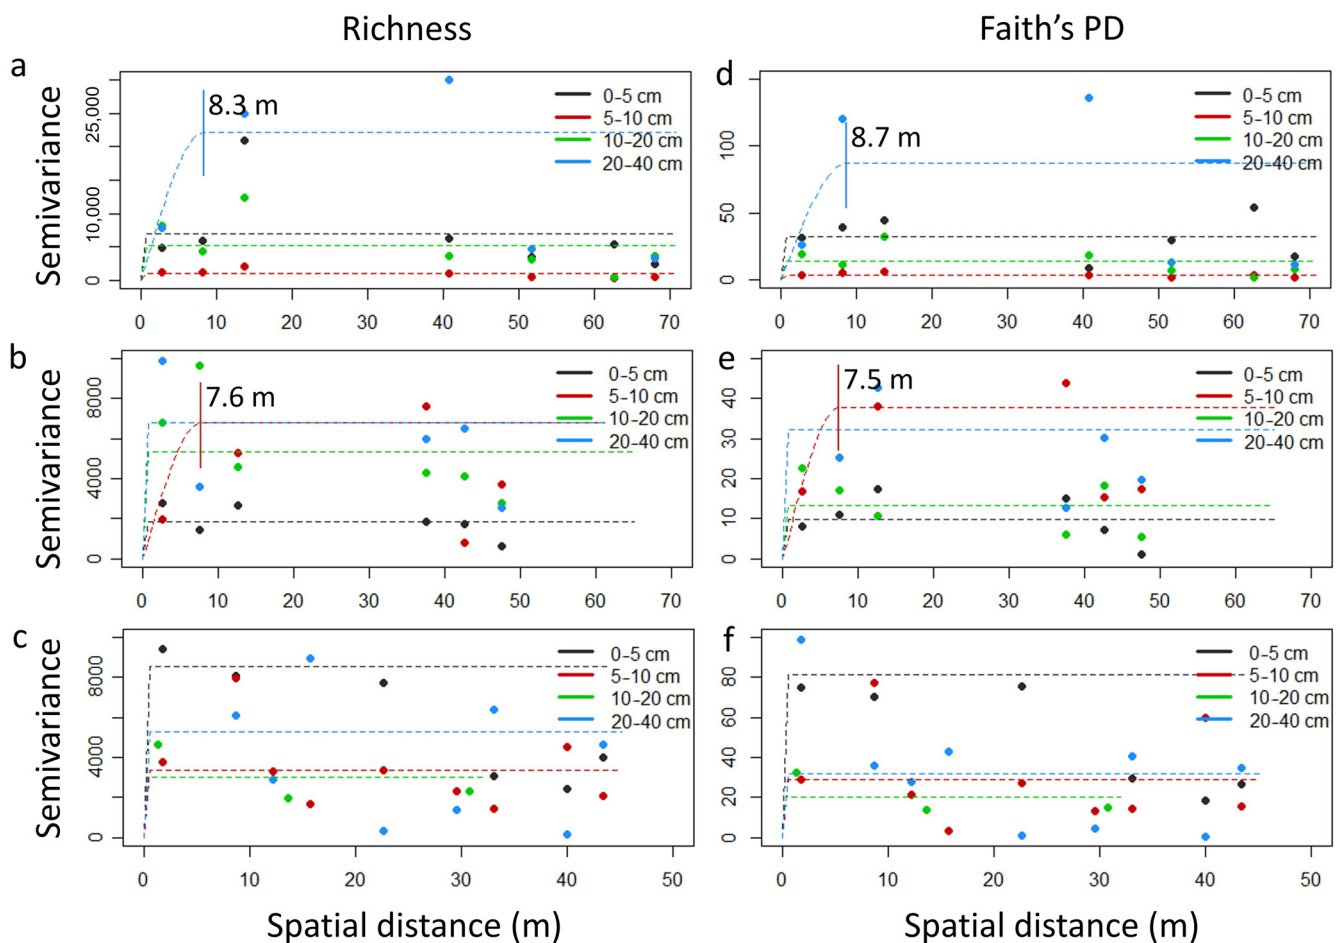 Richness
Faith's PD
a
Semivariance
0
10,000
25,000
8.3 m
0-5 cm
5-10 cm
10-20 cm
20-40 cm
0 10 20 30 40 50 60 70
d
0
50
100
8.7 m
0-5 cm
5-10 cm
10-20 cm
20-40 cm
0 10 20 30 40 50 60 70
b
Semivariance
0
4000
8000
7.6 m
0-5 cm
5-10 cm
10-20 cm
20-40 cm
0 10 20 30 40 50 60 70
e
0
10
20
30
40
7.5 m
0-5 cm
5-10 cm
10-20 cm
20-40 cm
0 10 20 30 40 50 60 70
c
Semivariance
0
4000
8000
0-5 cm
5-10 cm
10-20 cm
20-40 cm
0 10 20 30 40 50
f
0
20
40
60
80
0-5 cm
5-10 cm
10-20 cm
20-40 cm
0 10 20 30 40 50
Spatial distance (m)
Spatial distance (m)